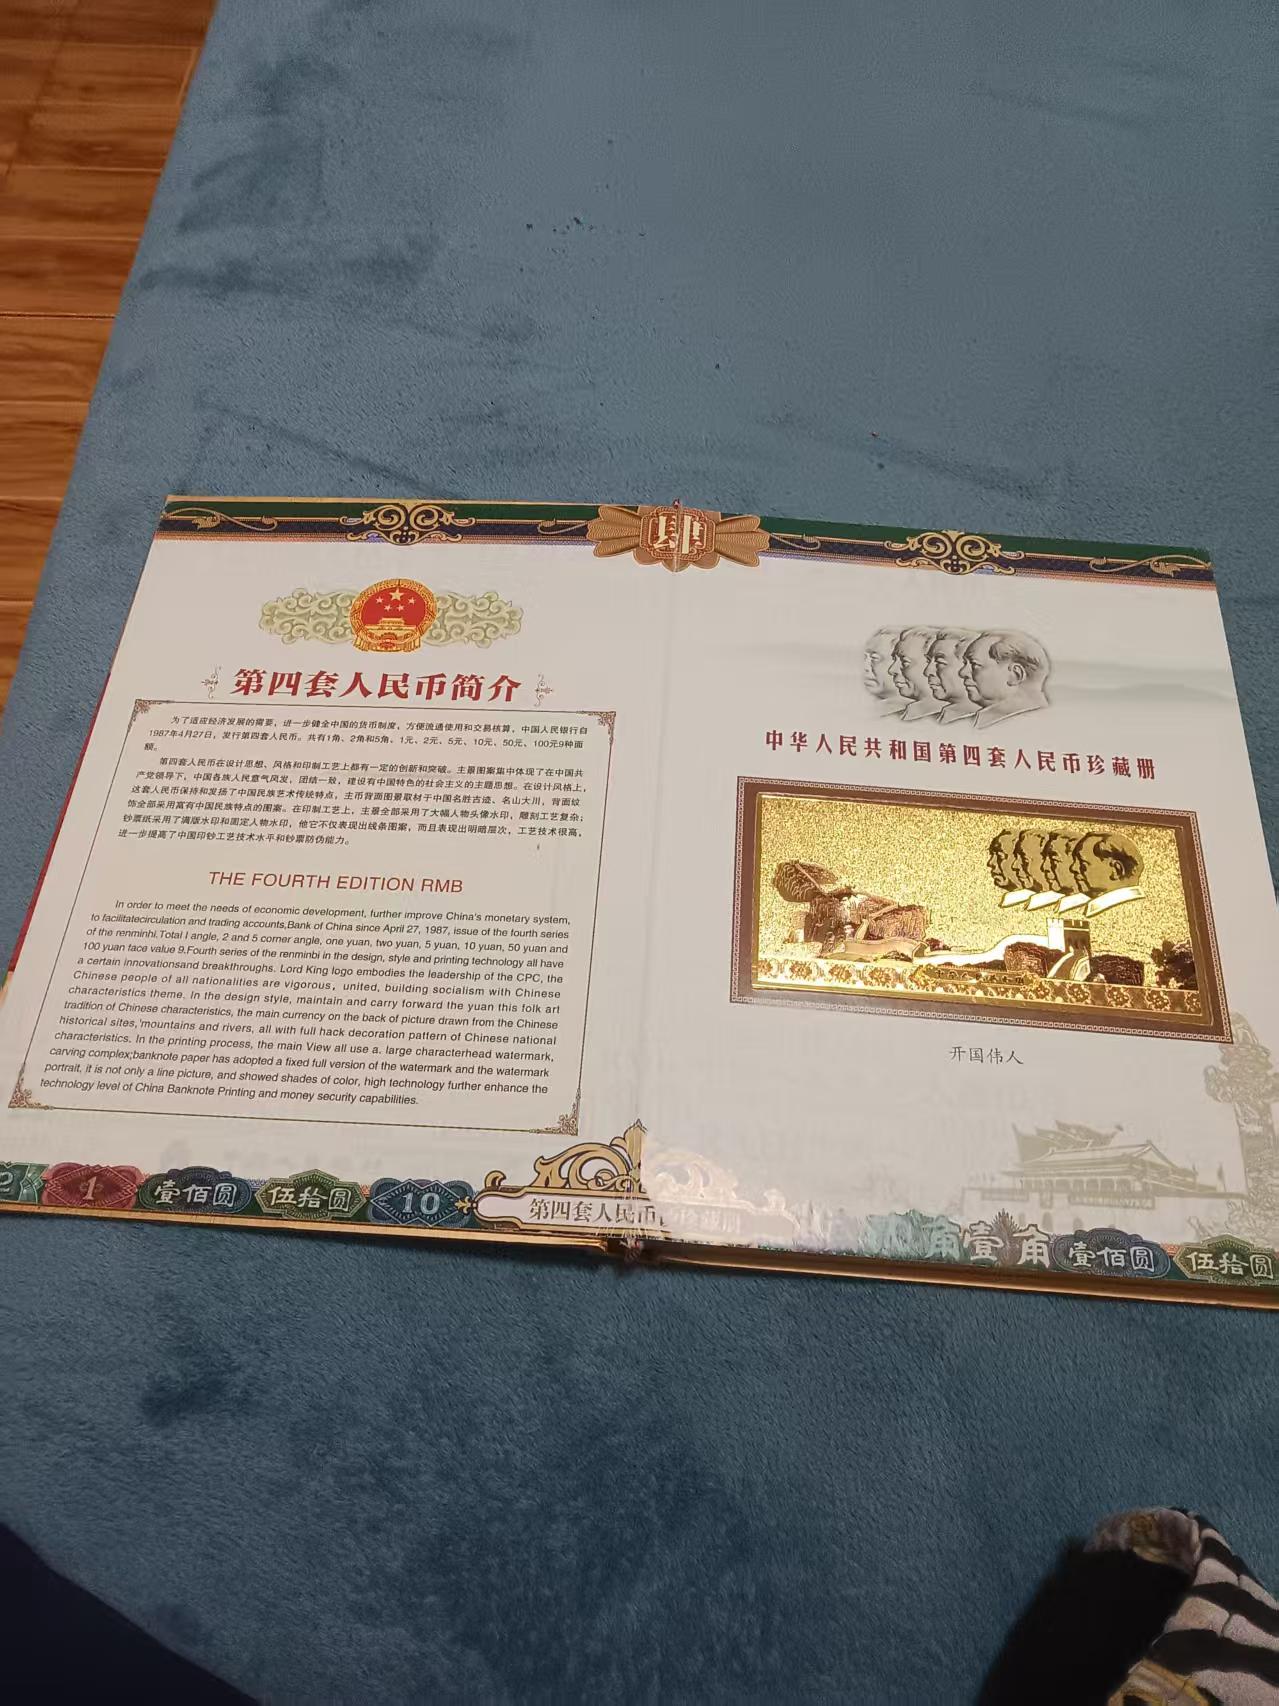 肆
第四套人民币简介
为了适应经济发展的需要，进一步健全中国的货币制度，方便流通使用和交易核算，中国人民银行自
1987年4月27日，发行第四套人民币。共有1角、2角和5角、1元、2元、5元、10元、50元、100元9种面
额。
第四套人民币在设计思想、风格和印制工艺上都有一定的创新和突破。主景图案集中体现了在中国共
产党领导下，中国各族人民意气风发，团结一致，建设有中国特色的社会主义的主题思想。在设计风格上，
这套人民币保持和发扬了中国民族艺术传统特点，主币背面图景取材于中国名胜古迹、名山大川，背面纹
饰全部采用富有中国民族特点的图案。在印制工艺上，主景全部采用了大幅人物头像水印，雕刻工艺复杂；
钞票纸采用了满版水印和固定人物水印，他它不仅表现出线条图案，而且表现出明暗层次，工艺技术很高，
进一步提高了中国印钞工艺技术水平和钞票防伪能力。
THE FOURTH EDITION RMB
In order to meet the needs of economic development, further improve China's monetary system,
to facilitatecirculation and trading accounts,Bank of China since April 27, 1987, issue of the fourth series
of the renminhi.Total I angle, 2 and 5 corner angle, one yuan, two yuan, 5 yuan, 10 yuan, 50 yuan and
100 yuan face value 9.Fourth series of the renminbi in the design, style and printing technology all have
a certain innovationsand breakthroughs. Lord King logo embodies the leadership of the CPC, the
Chinese people of all nationalities are vigorous, united, building socialism with Chinese
characteristics theme. In the design style, maintain and carry forward the yuan this folk art
tradition of Chinese characteristics, the main currency on the back of picture drawn from the Chinese
historical sites,'mountains and rivers, all with full hack decoration pattern of Chinese national
characteristics. In the printing process, the main View all use a. large characterhead watermark,
carving complex;banknote paper has adopted a fixed full version of the watermark and the watermark
portrait, it is not only a line picture, and showed shades of color, high technology further enhance the
technology level of China Banknote Printing and money security capabilities.
中华人民共和国第四套人民币珍藏册
开国伟人
2 1 壹佰圆 伍拾圆 10
第四套人民币珍藏册
角壹角 壹佰圆 伍拾圆